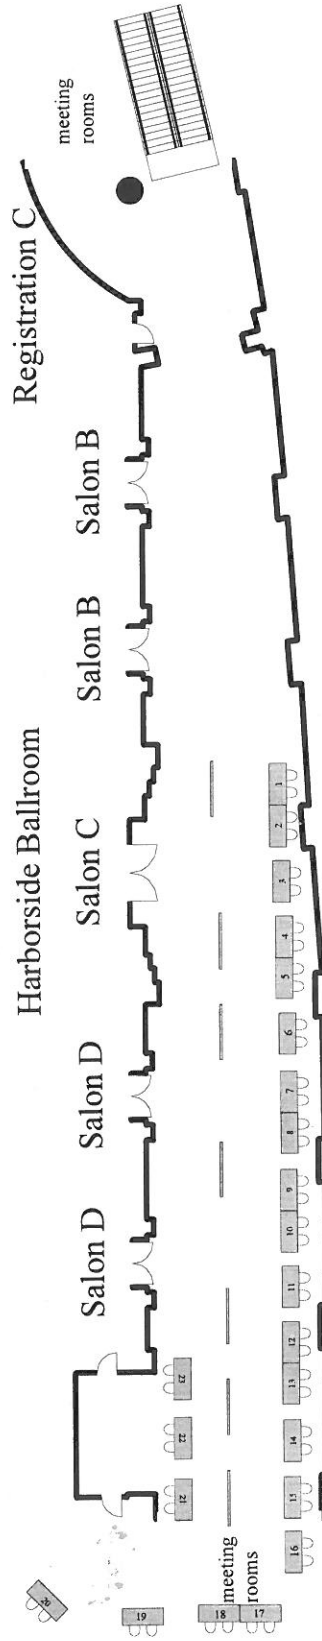 Harborside Ballroom
Registration C
Salon B
Salon B
Salon C
Salon D
Salon D
meeting
rooms
1
2
3
4
5
6
7
8
9
10
11
12
13
14
15
16
17
18
19
20
21
22
23
meeting
rooms